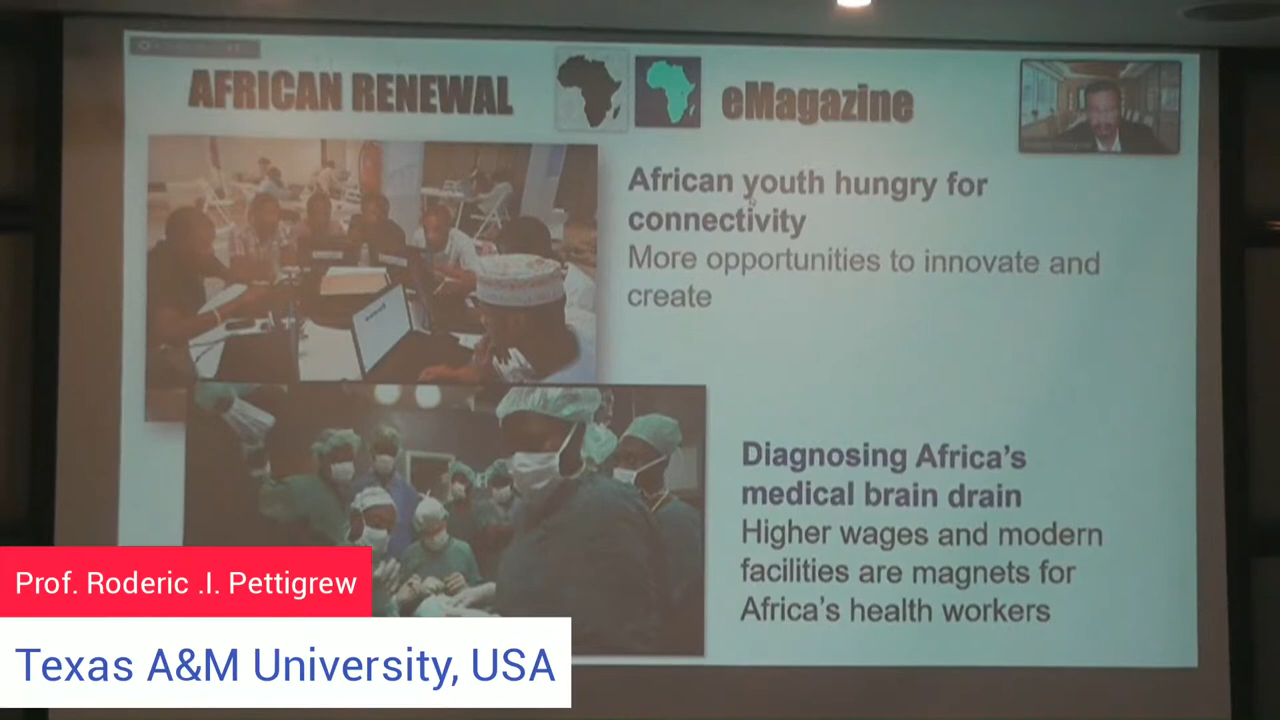 AFRICAN RENEWAL eMagazine
African youth hungry for
connectivity
More opportunities to innovate and
create
Diagnosing Africa's
medical brain drain
Higher wages and modern
facilities are magnets for
Africa's health workers
Prof. Roderic .I. Pettigrew
Texas A&M University, USA